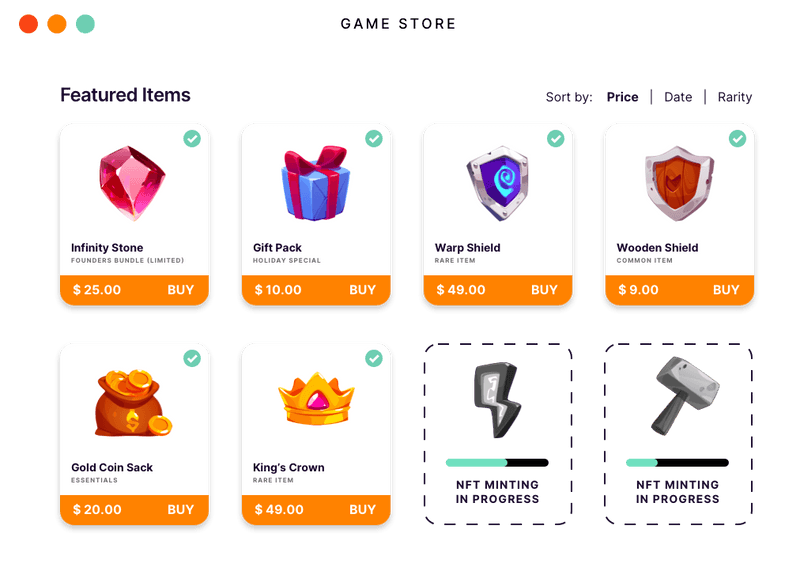 GAME STORE
Featured Items
Sort by: Price | Date | Rarity
Infinity Stone
FOUNDERS BUNDLE (LIMITED)
$ 25.00 BUY
Gift Pack
HOLIDAY SPECIAL
$ 10.00 BUY
Warp Shield
RARE ITEM
$ 49.00 BUY
Wooden Shield
COMMON ITEM
$ 9.00 BUY
Gold Coin Sack
ESSENTIALS
$ 20.00 BUY
King's Crown
RARE ITEM
$ 49.00 BUY
NFT MINTING
IN PROGRESS
NFT MINTING
IN PROGRESS